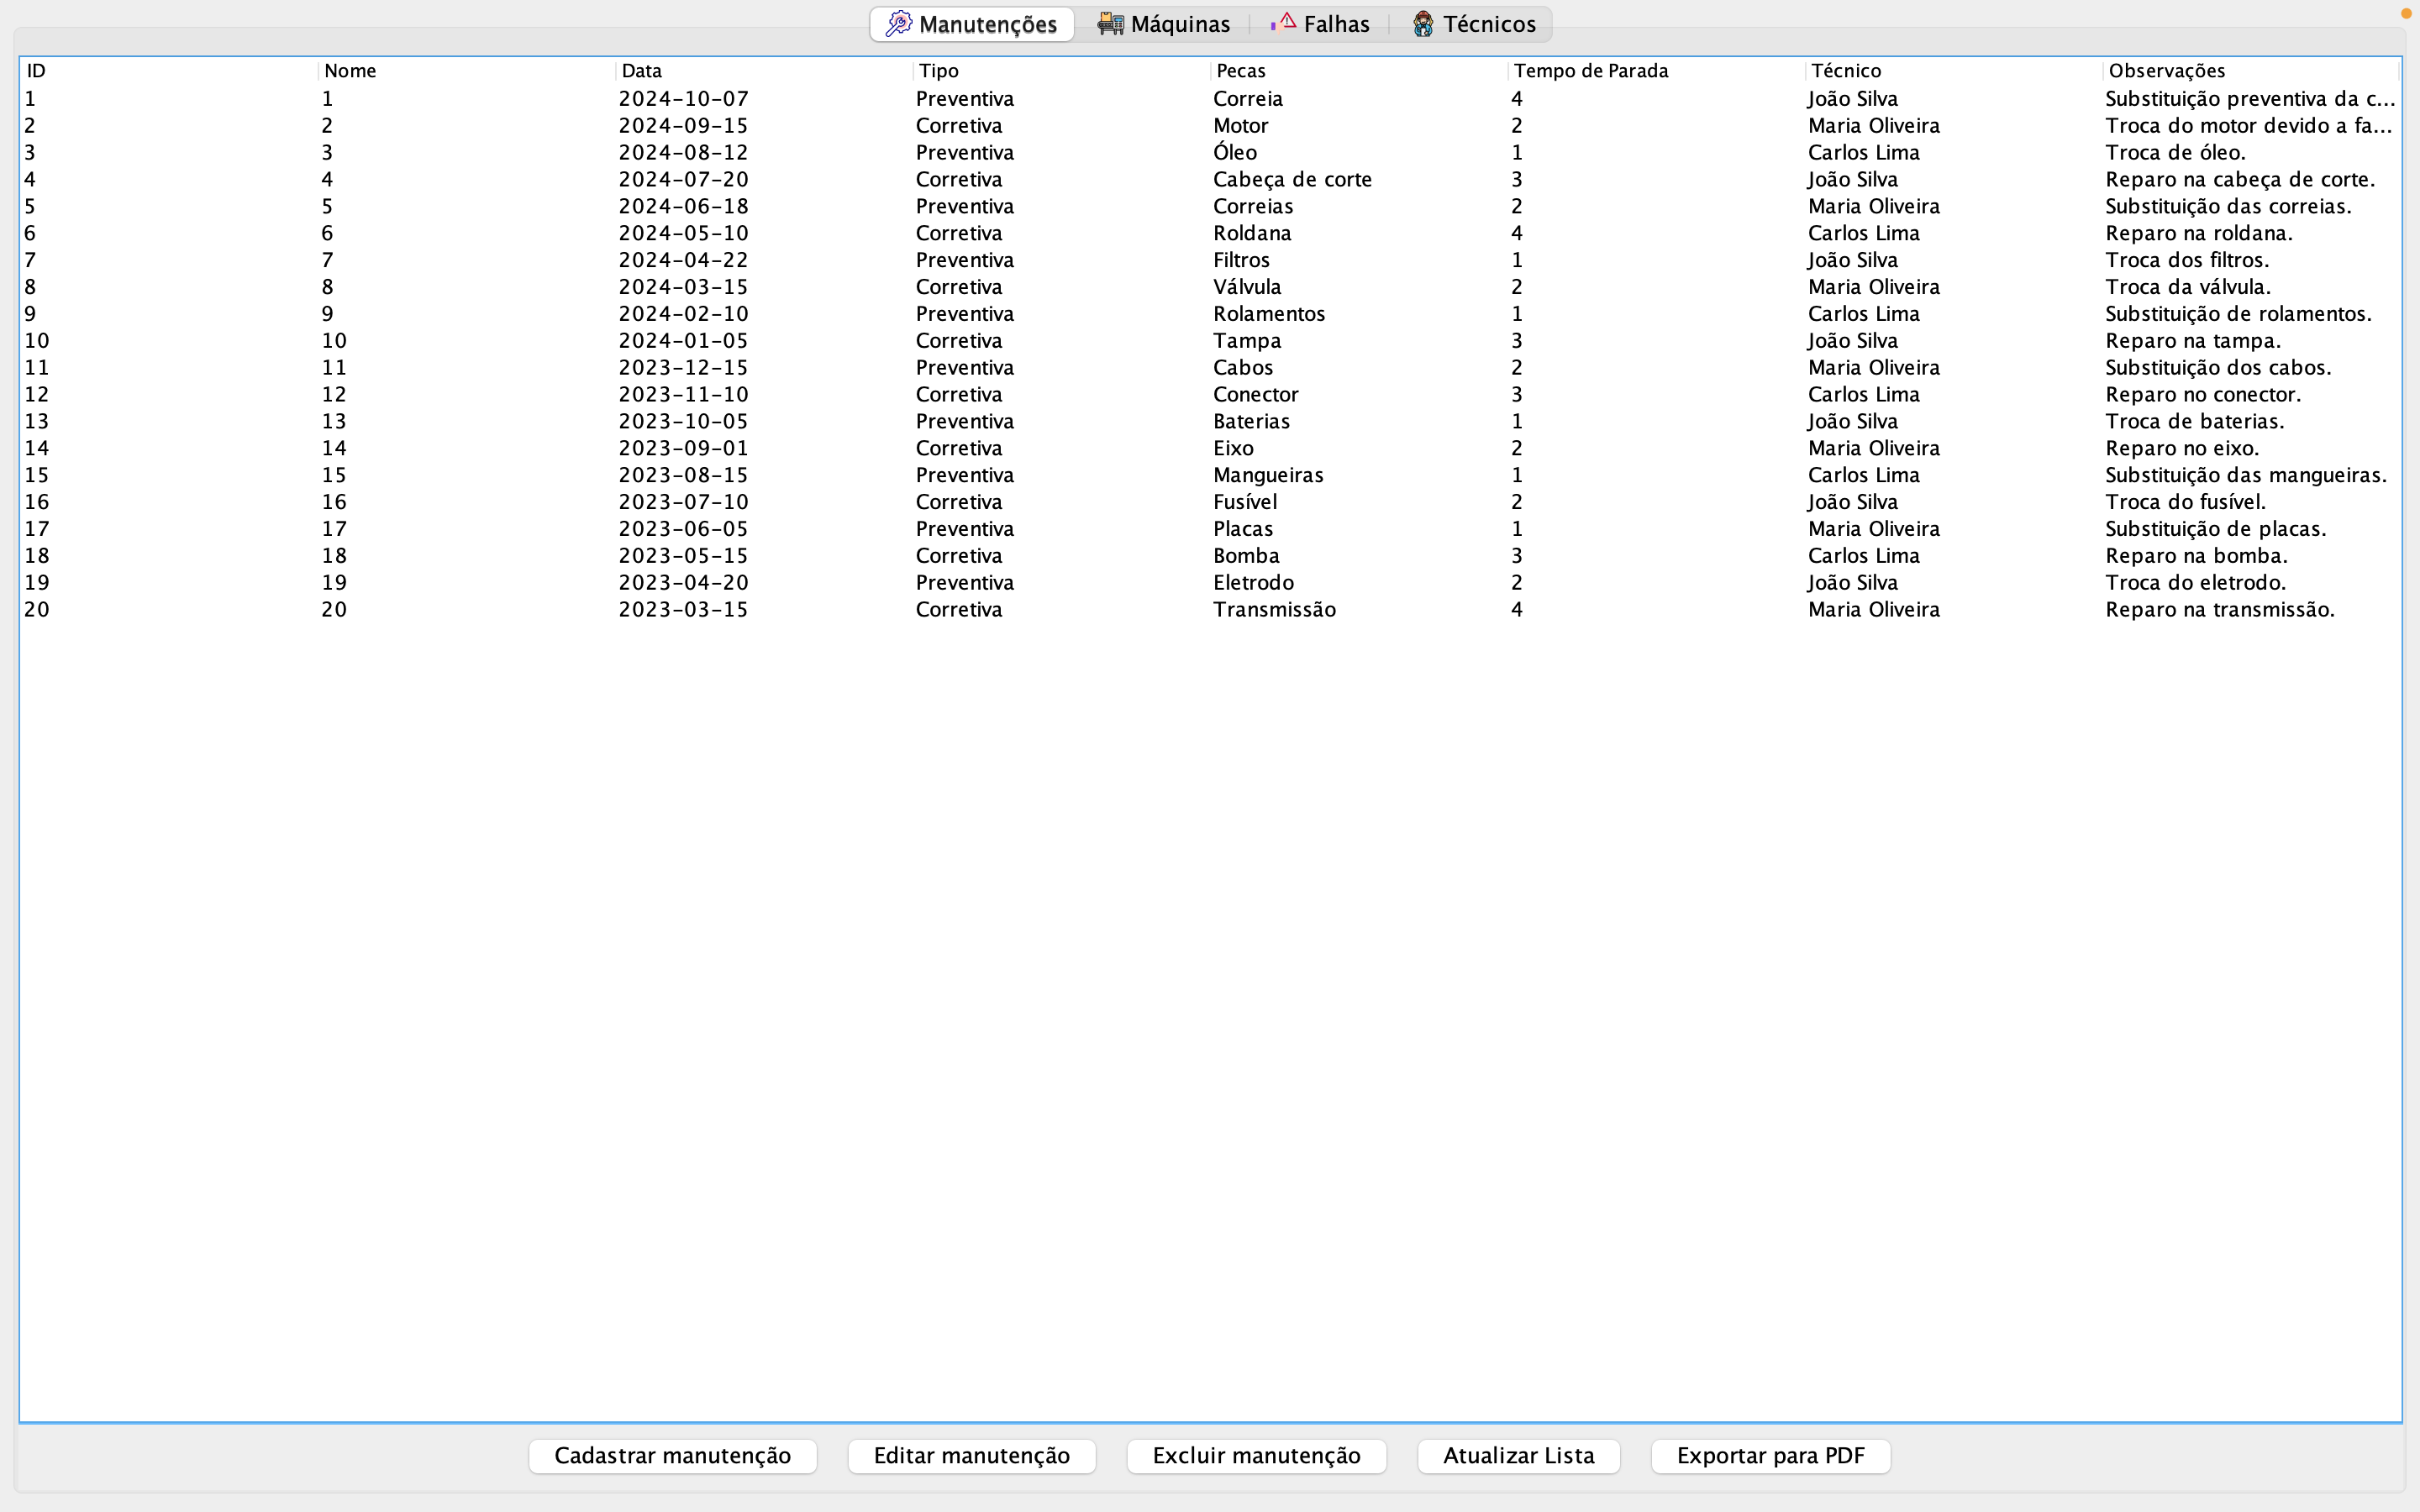 Manutenções Máquinas Falhas Técnicos
ID Nome Data Tipo Pecas Tempo de Parada Técnico Observações
1 1 2024-10-07 Preventiva Correia 4 João Silva Substituição preventiva da c...
2 2 2024-09-15 Corretiva Motor 2 Maria Oliveira Troca do motor devido a fa...
3 3 2024-08-12 Preventiva Óleo 1 Carlos Lima Troca de óleo.
4 4 2024-07-20 Corretiva Cabeça de corte 3 João Silva Reparo na cabeça de corte.
5 5 2024-06-18 Preventiva Correias 2 Maria Oliveira Substituição das correias.
6 6 2024-05-10 Corretiva Roldana 4 Carlos Lima Reparo na roldana.
7 7 2024-04-22 Preventiva Filtros 1 João Silva Troca dos filtros.
8 8 2024-03-15 Corretiva Válvula 2 Maria Oliveira Troca da válvula.
9 9 2024-02-10 Preventiva Rolamentos 1 Carlos Lima Substituição de rolamentos.
10 10 2024-01-05 Corretiva Tampa 3 João Silva Reparo na tampa.
11 11 2023-12-15 Preventiva Cabos 2 Maria Oliveira Substituição dos cabos.
12 12 2023-11-10 Corretiva Conector 3 Carlos Lima Reparo no conector.
13 13 2023-10-05 Preventiva Baterias 1 João Silva Troca de baterias.
14 14 2023-09-01 Corretiva Eixo 2 Maria Oliveira Reparo no eixo.
15 15 2023-08-15 Preventiva Mangueiras 1 Carlos Lima Substituição das mangueiras.
16 16 2023-07-10 Corretiva Fusível 2 João Silva Troca do fusível.
17 17 2023-06-05 Preventiva Placas 1 Maria Oliveira Substituição de placas.
18 18 2023-05-15 Corretiva Bomba 3 Carlos Lima Reparo na bomba.
19 19 2023-04-20 Preventiva Eletrodo 2 João Silva Troca do eletrodo.
20 20 2023-03-15 Corretiva Transmissão 4 Maria Oliveira Reparo na transmissão.
Cadastrar manutenção Editar manutenção Excluir manutenção Atualizar Lista Exportar para PDF